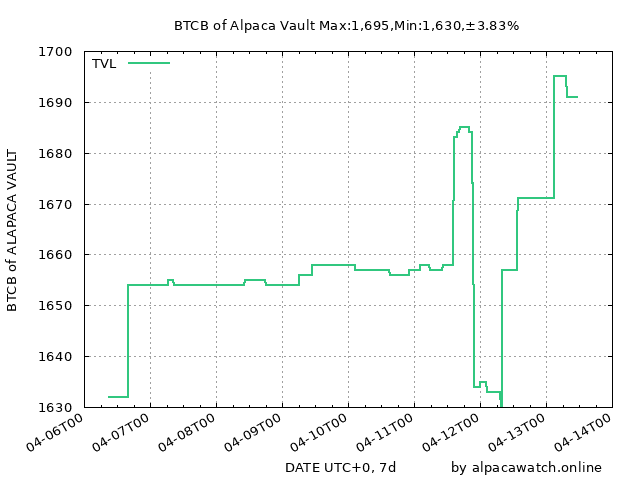 BTCB of Alpaca Vault Max:1,695,Min:1,630,±3.83%
TVL
1700
1690
1680
1670
1660
1650
1640
1630
BTCB of ALAPACA VAULT
04-06T00
04-07T00
04-08T00
04-09T00
04-10T00
04-11T00
04-12T00
04-13T00
04-14T00
DATE UTC+0, 7d
by alpacawatch.online